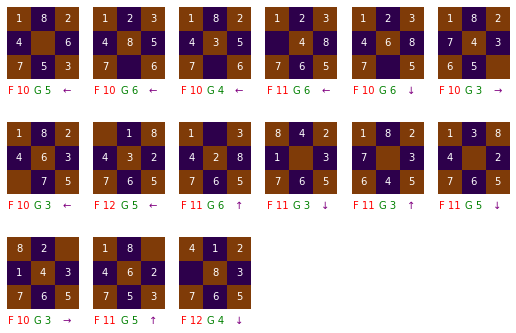 1 8 2 1 2 3 1 8 2 1 2 3 1 2 3 1 8 2
4 6 4 8 5 4 3 5 4 8 4 6 8 7 4 3
7 5 3 7 6 7 6 7 6 5 7 5 6 5
F 10 G 5 ← F 10 G 6 ← F 10 G 4 ← F 11 G 6 ← F 10 G 6 ↓ F 10 G 3 →
1 8 2 1 8 1 3 8 4 2 1 8 2 1 3 8
4 6 3 4 3 2 4 2 8 1 3 7 3 4 2
7 5 7 6 5 7 6 5 7 6 5 6 4 5 7 6 5
F 10 G 3 ← F 12 G 5 ← F 11 G 6 ↑ F 11 G 3 ↓ F 11 G 3 ↑ F 11 G 5 ↓
8 2 1 8 4 1 2
1 4 3 4 6 2 8 3
7 6 5 7 5 3 7 6 5
F 10 G 3 → F 11 G 5 ↑ F 12 G 4 ↓